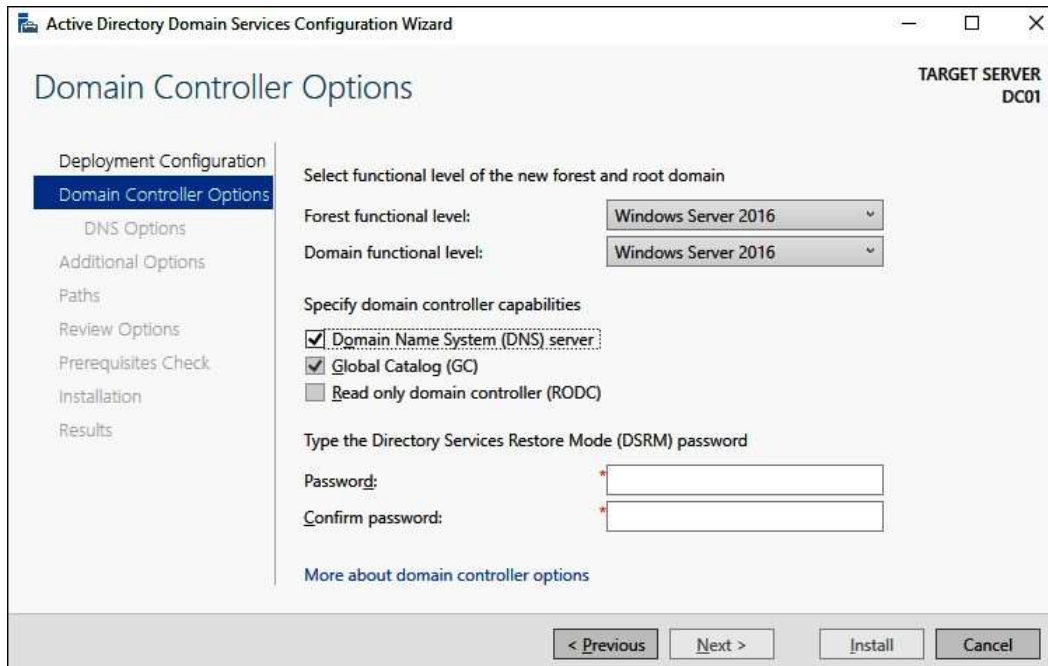 Active Directory Domain Services Configuration Wizard
Domain Controller Options
TARGET SERVER
DC01
Deployment Configuration
Domain Controller Options
DNS Options
Additional Options
Paths
Review Options
Prerequisites Check
Installation
Results
Select functional level of the new forest and root domain
Forest functional level: Windows Server 2016
Domain functional level: Windows Server 2016
Specify domain controller capabilities
Domain Name System (DNS) server
Global Catalog (GC)
Read only domain controller (RODC)
Type the Directory Services Restore Mode (DSRM) password
Password: *
Confirm password: *
More about domain controller options
< Previous Next > Install Cancel